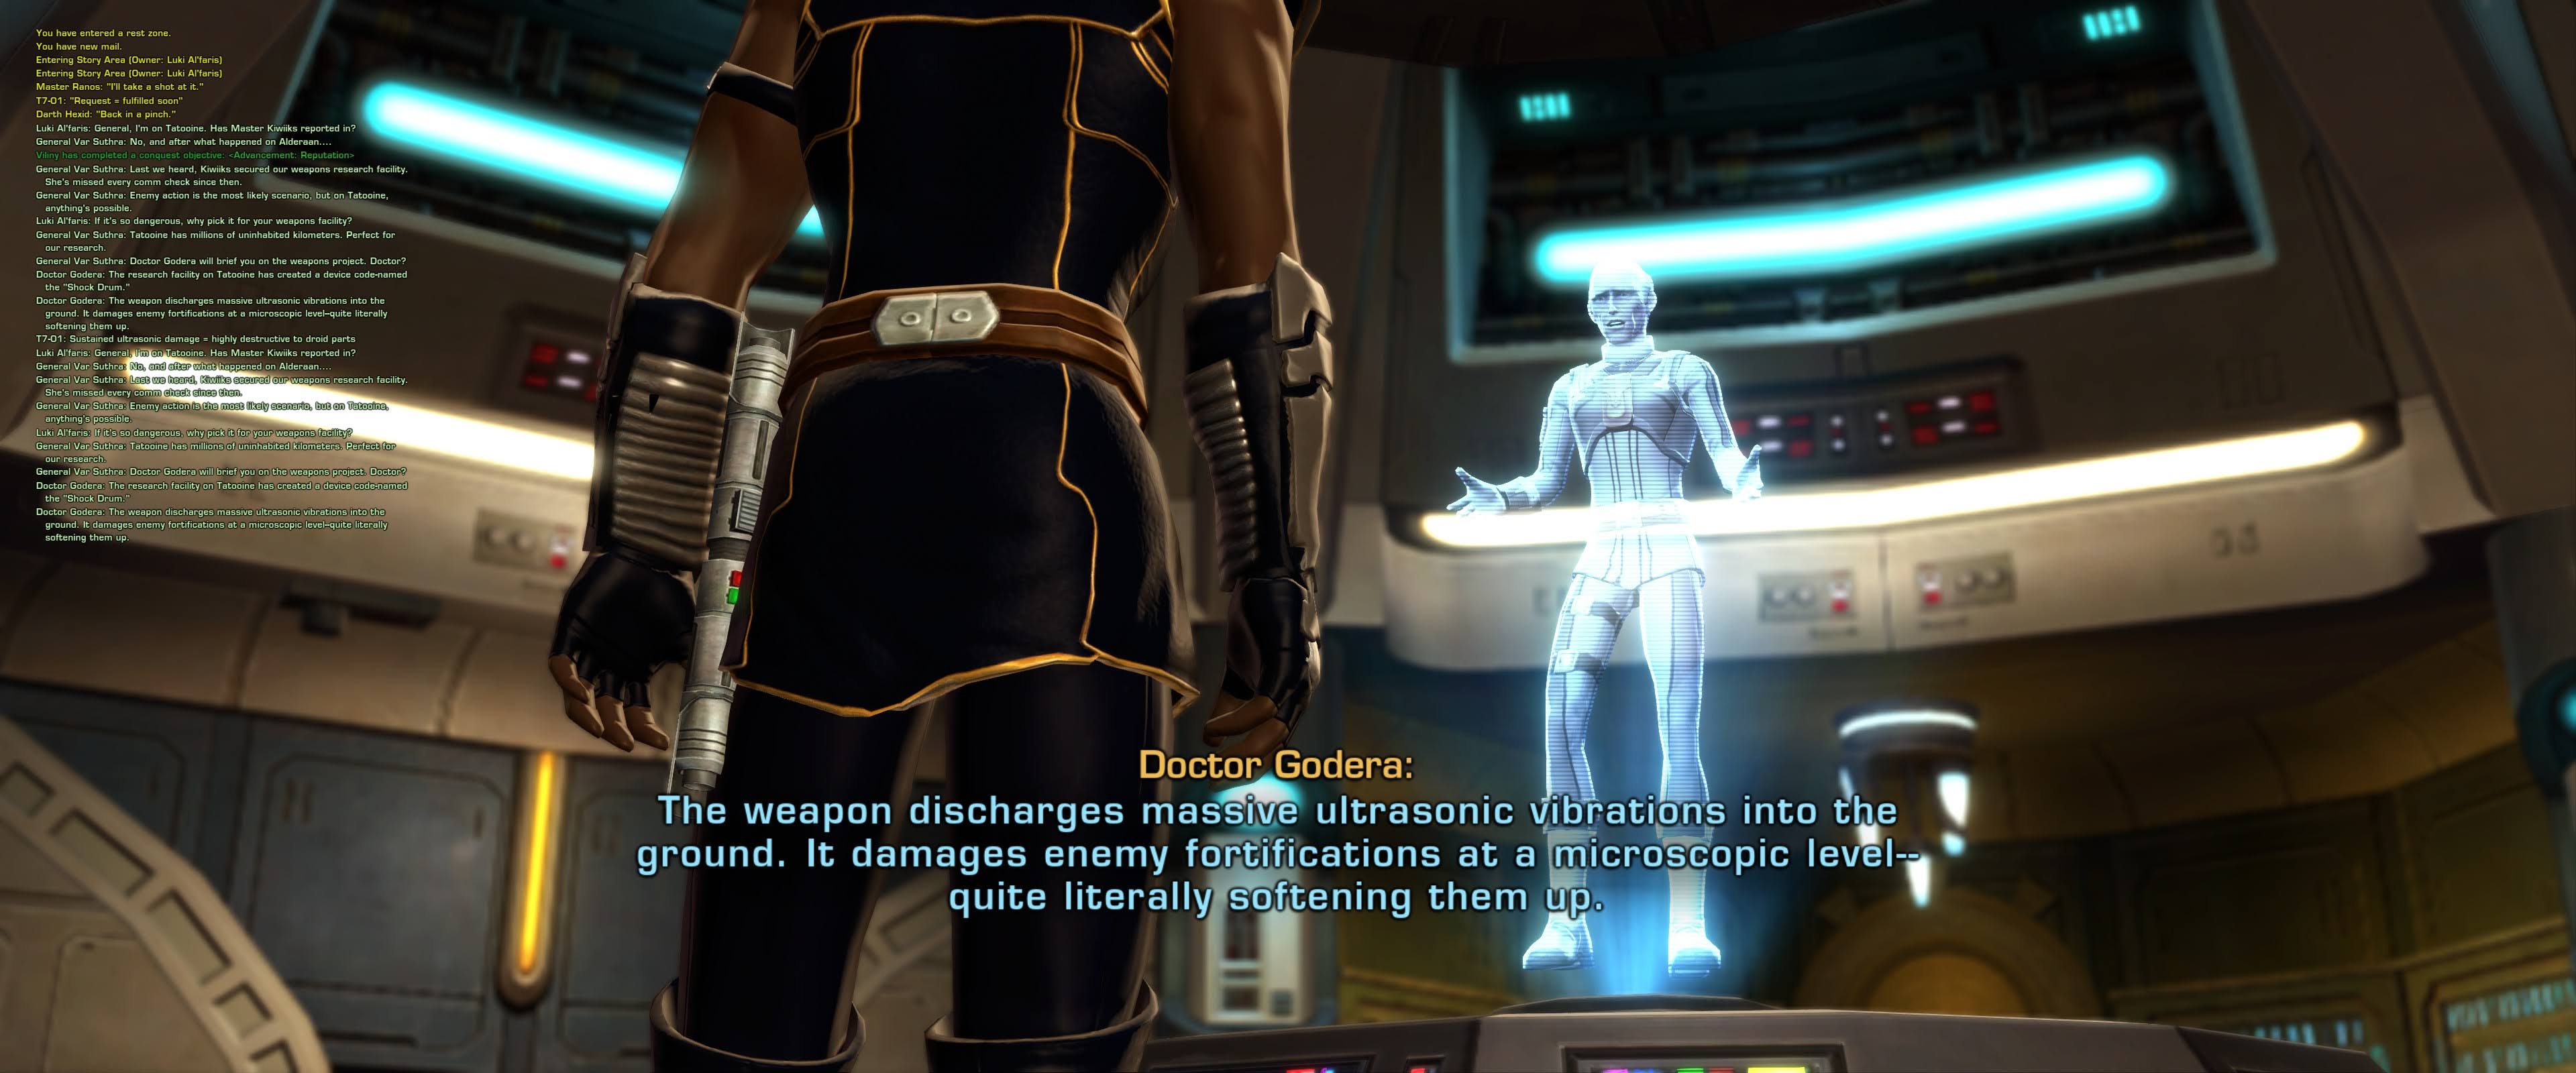 You have entered a rest zone.
You have new mail.
Entering Story Area (Owner: Luki Al'faris)
Entering Story Area (Owner: Luki Al'faris)
Master Ranos: "I'll take a shot at it."
T7-01: "Request = fulfilled soon"
Darth Hexid: "Back in a pinch."
Luki Al'faris: General, I'm on Tatooine. Has Master Kiwiiks reported in?
General Var Suthra: No, and after what happened on Alderaan....
Viliny has completed a conquest objective: <Advancement: Reputation>
General Var Suthra: Last we heard, Kiwiiks secured our weapons research facility.
She's missed every comm check since then.
General Var Suthra: Enemy action is the most likely scenario, but on Tatooine,
anything's possible.
Luki Al'faris: If it's so dangerous, why pick it for your weapons facility?
General Var Suthra: Tatooine has millions of uninhabited kilometers. Perfect for
our research.
General Var Suthra: Doctor Godera will brief you on the weapons project. Doctor?
Doctor Godera: The research facility on Tatooine has created a device code-named
the "Shock Drum."
Doctor Godera: The weapon discharges massive ultrasonic vibrations into the
ground. It damages enemy fortifications at a microscopic level--quite literally
softening them up.
T7-01: Sustained ultrasonic damage = highly destructive to droid parts
Luki Al'faris: General, I'm on Tatooine. Has Master Kiwiiks reported in?
General Var Suthra: No, and after what happened on Alderaan....
General Var Suthra: Last we heard, Kiwiiks secured our weapons research facility.
She's missed every comm check since then.
General Var Suthra: Enemy action is the most likely scenario, but on Tatooine,
anything's possible.
Luki Al'faris: If it's so dangerous, why pick it for your weapons facility?
General Var Suthra: Tatooine has millions of uninhabited kilometers. Perfect for
our research.
General Var Suthra: Doctor Godera will brief you on the weapons project. Doctor?
Doctor Godera: The research facility on Tatooine has created a device code-named
the "Shock Drum."
Doctor Godera: The weapon discharges massive ultrasonic vibrations into the
ground. It damages enemy fortifications at a microscopic level--quite literally
softening them up.
Doctor Godera:
The weapon discharges massive ultrasonic vibrations into the
ground. It damages enemy fortifications at a microscopic level--
quite literally softening them up.